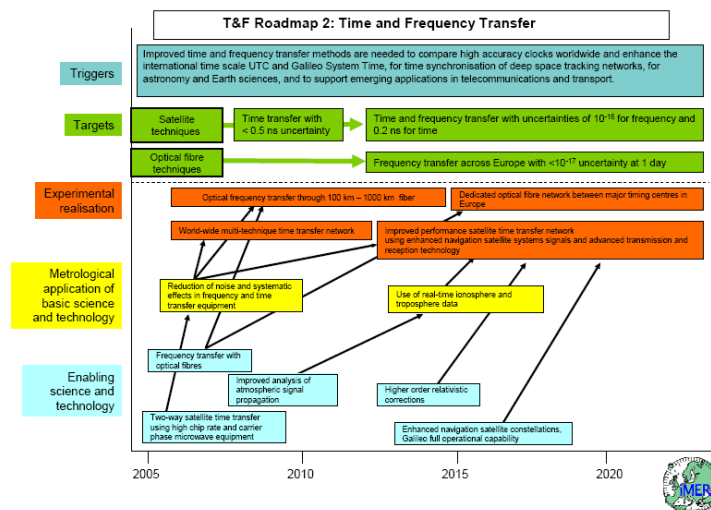 T&F Roadmap 2: Time and Frequency Transfer
Triggers
Improved time and frequency transfer methods are needed to compare high accuracy clocks worldwide and enhance the
international time scale UTC and Galileo System Time, for time synchronisation of deep space tracking networks, for
astronomy and Earth sciences, and to support emerging applications in telecommunications and transport.
Targets
Satellite
techniques
Time transfer with
< 0.5 ns uncertainty
Time and frequency transfer with uncertainties of 10-16 for frequency and
0.2 ns for time
Optical fibre
techniques
Frequency transfer across Europe with <10-17 uncertainty at 1 day
Experimental
realisation
Optical frequency transfer through 100 km – 1000 km fiber
Dedicated optical fibre network between major timing centres in
Europe
World-wide multi-technique time transfer network
Improved performance satellite time transfer network
using enhanced navigation satellite systems signals and advanced transmission and
reception technology
Metrological
application of
basic science
and technology
Reduction of noise and systematic
effects in frequency and time
transfer equipment
Use of real-time ionosphere and
troposphere data
Enabling
science and
technology
Frequency transfer with
optical fibres
Improved analysis of
atmospheric signal
propagation
Higher order relativistic
corrections
Two-way satellite time transfer
using high chip rate and carrier
phase microwave equipment
Enhanced navigation satellite constellations,
Galileo full operational capability
2005
2010
2015
2020
iMER